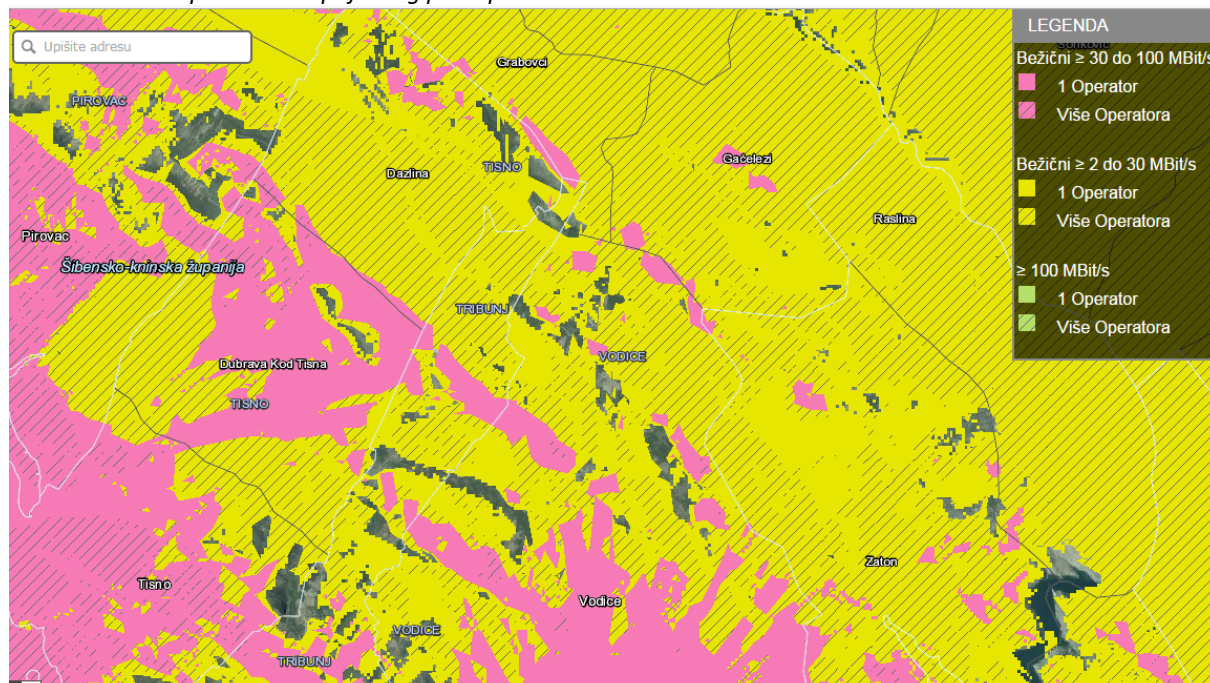 Upišite adresu
LEGENDA
Bežični ≥ 30 do 100 MBit/s
1 Operator
Više Operatora
Bežični ≥ 2 do 30 MBit/s
1 Operator
Više Operatora
≥ 100 MBit/s
1 Operator
Više Operatora
Grabovci
PIROVAC
TISNO
Gaćelezi
Dazlina
Raslina
Pirovac
Šibensko-kninska županija
TRIBUNJ
VODICE
Dubrava Kod Tisna
TISNO
Zaton
Tisno
Vodice
VODICE
TRIBUNJ